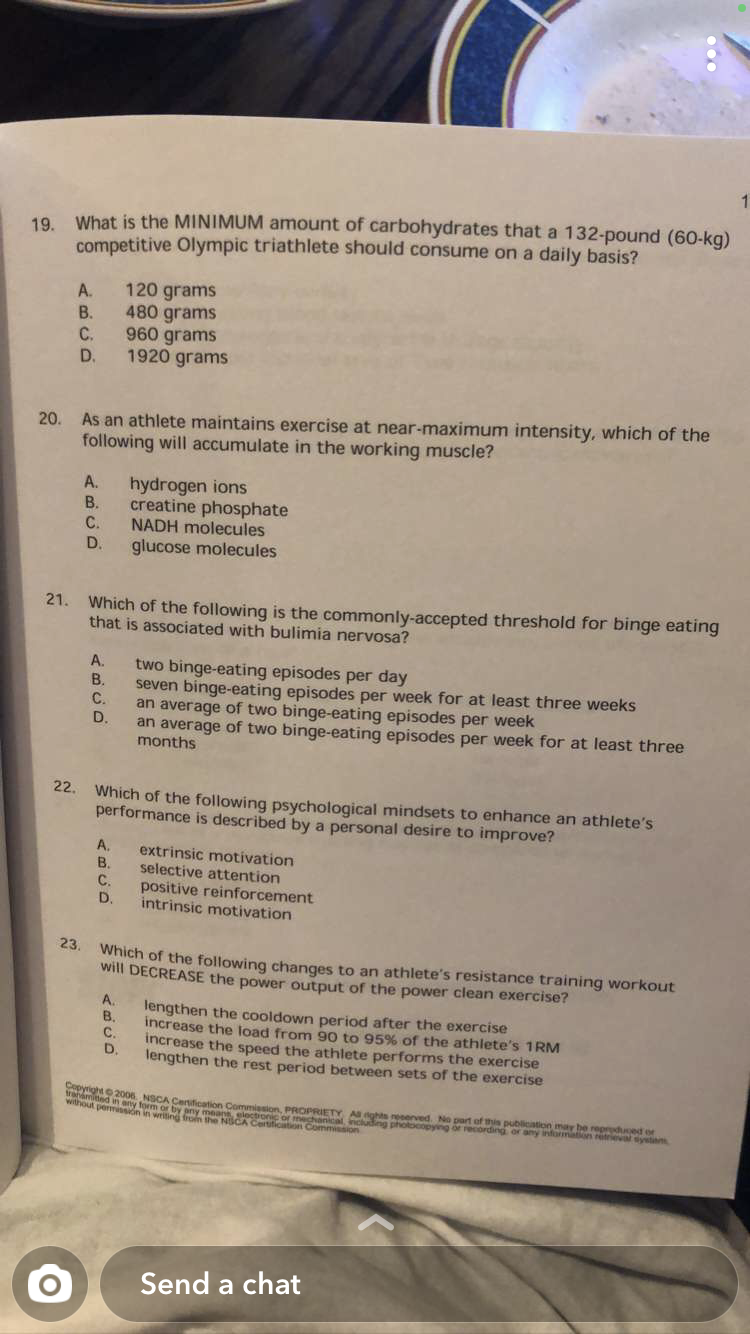 1
19. What is the MINIMUM amount of carbohydrates that a 132-pound (60-kg)
competitive Olympic triathlete should consume on a daily basis?
A. 120 grams
B. 480 grams
C. 960 grams
D. 1920 grams
20. As an athlete maintains exercise at near-maximum intensity, which of the
following will accumulate in the working muscle?
A. hydrogen ions
B. creatine phosphate
C. NADH molecules
D. glucose molecules
21. Which of the following is the commonly-accepted threshold for binge eating
that is associated with bulimia nervosa?
A. two binge-eating episodes per day
B. seven binge-eating episodes per week for at least three weeks
C. an average of two binge-eating episodes per week
D. an average of two binge-eating episodes per week for at least three
months
22. Which of the following psychological mindsets to enhance an athlete's
performance is described by a personal desire to improve?
A. extrinsic motivation
B. selective attention
C. positive reinforcement
D. intrinsic motivation
23. Which of the following changes to an athlete's resistance training workout
will DECREASE the power output of the power clean exercise?
A. lengthen the cooldown period after the exercise
B. increase the load from 90 to 95% of the athlete's 1RM
C. increase the speed the athlete performs the exercise
D. lengthen the rest period between sets of the exercise
Copyright © 2006. NSCA Certification Commission, PROPRIETY. All rights reserved. No part of this publication may be reproduced or
transmitted in any form or by any means, electronic or mechanical, including photocopying or recording, or any information retrieval system,
without permission in writing from the NSCA Certification Commission.
Send a chat